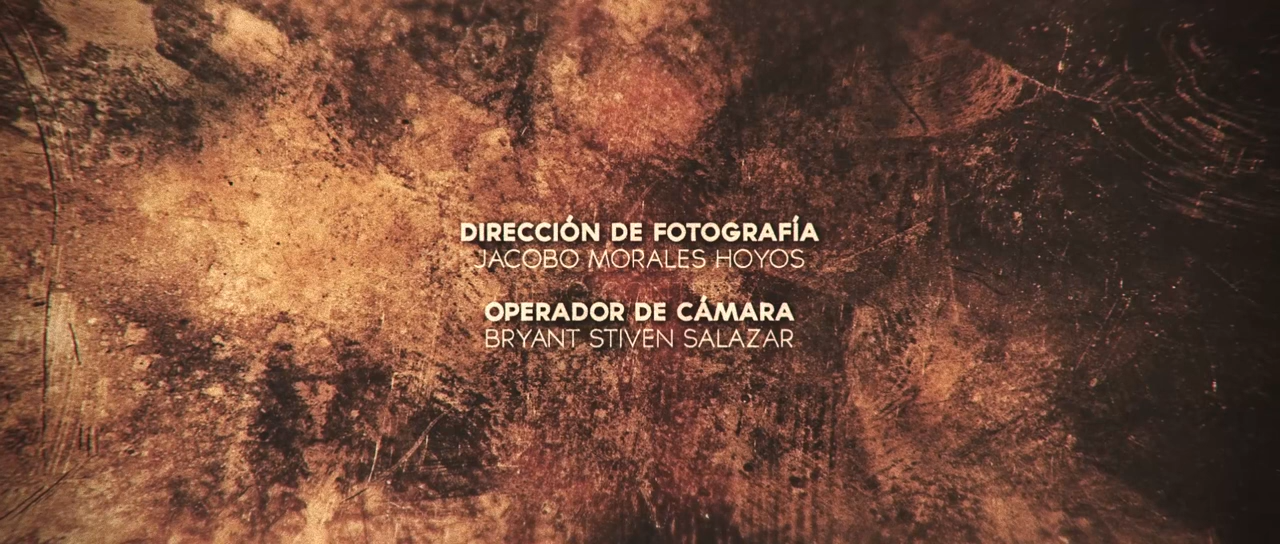 DIRECCIÓN DE FOTOGRAFÍA
JACOBO MORALES HOYOS
OPERADOR DE CÁMARA
BRYANT STIVEN SALAZAR